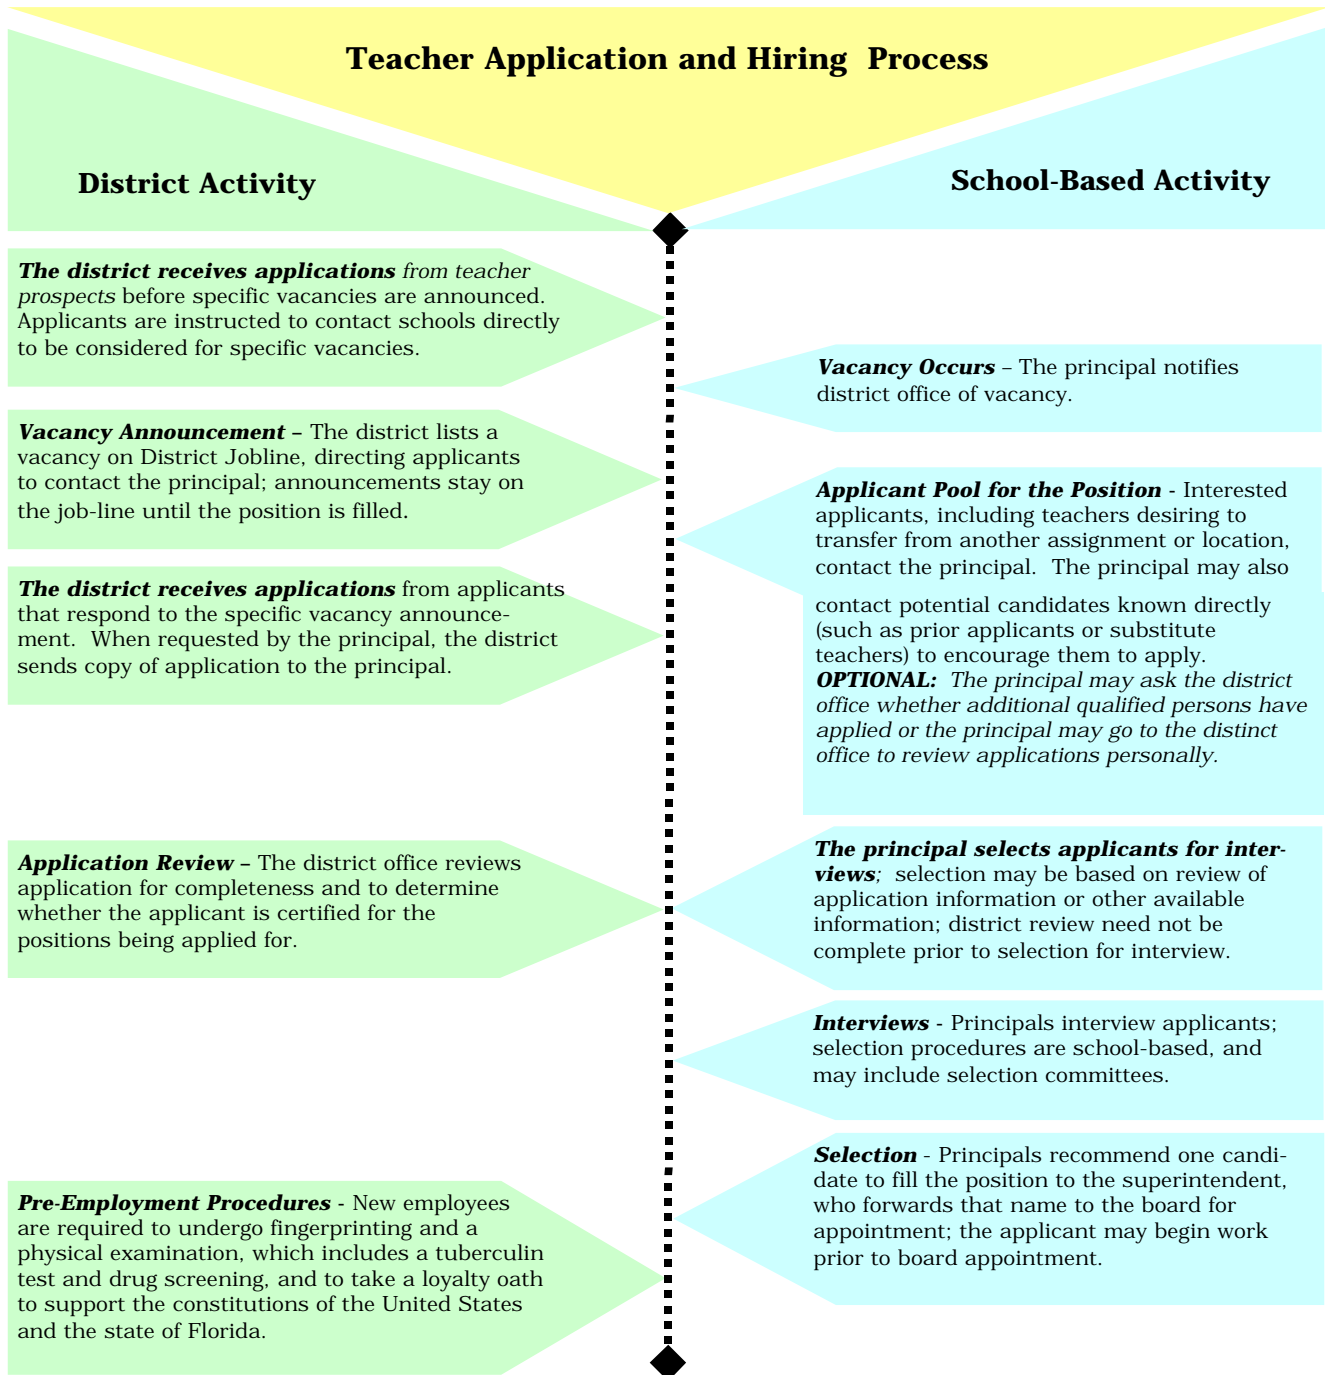 Teacher Application and Hiring  Process
District Activity
School-Based Activity
The district receives applications from teacher
prospects before specific vacancies are announced.
Applicants are instructed to contact schools directly
to be considered for specific vacancies.
Vacancy Occurs – The principal notifies
district office of vacancy.
Vacancy Announcement – The district lists a
vacancy on District Jobline, directing applicants
to contact the principal; announcements stay on
the job-line until the position is filled.
Applicant Pool for the Position - Interested
applicants, including teachers desiring to
transfer from another assignment or location,
contact the principal.  The principal may also
contact potential candidates known directly
(such as prior applicants or substitute
teachers) to encourage them to apply.
OPTIONAL:  The principal may ask the district
office whether additional qualified persons have
applied or the principal may go to the distinct
office to review applications personally.
The district receives applications from applicants
that respond to the specific vacancy announce-
ment.  When requested by the principal, the district
sends copy of application to the principal.
Application Review – The district office reviews
application for completeness and to determine
whether the applicant is certified for the
positions being applied for.
The principal selects applicants for inter-
views;  selection may be based on review of
application information or other available
information; district review need not be
complete prior to selection for interview.
Interviews - Principals interview applicants;
selection procedures are school-based, and
may include selection committees.
Selection - Principals recommend one candi-
date to fill the position to the superintendent,
who forwards that name to the board for
appointment; the applicant may begin work
prior to board appointment.
Pre-Employment Procedures - New employees
are required to undergo fingerprinting and a
physical examination, which includes a tuberculin
test and drug screening, and to take a loyalty oath
to support the constitutions of the United States
and the state of Florida.